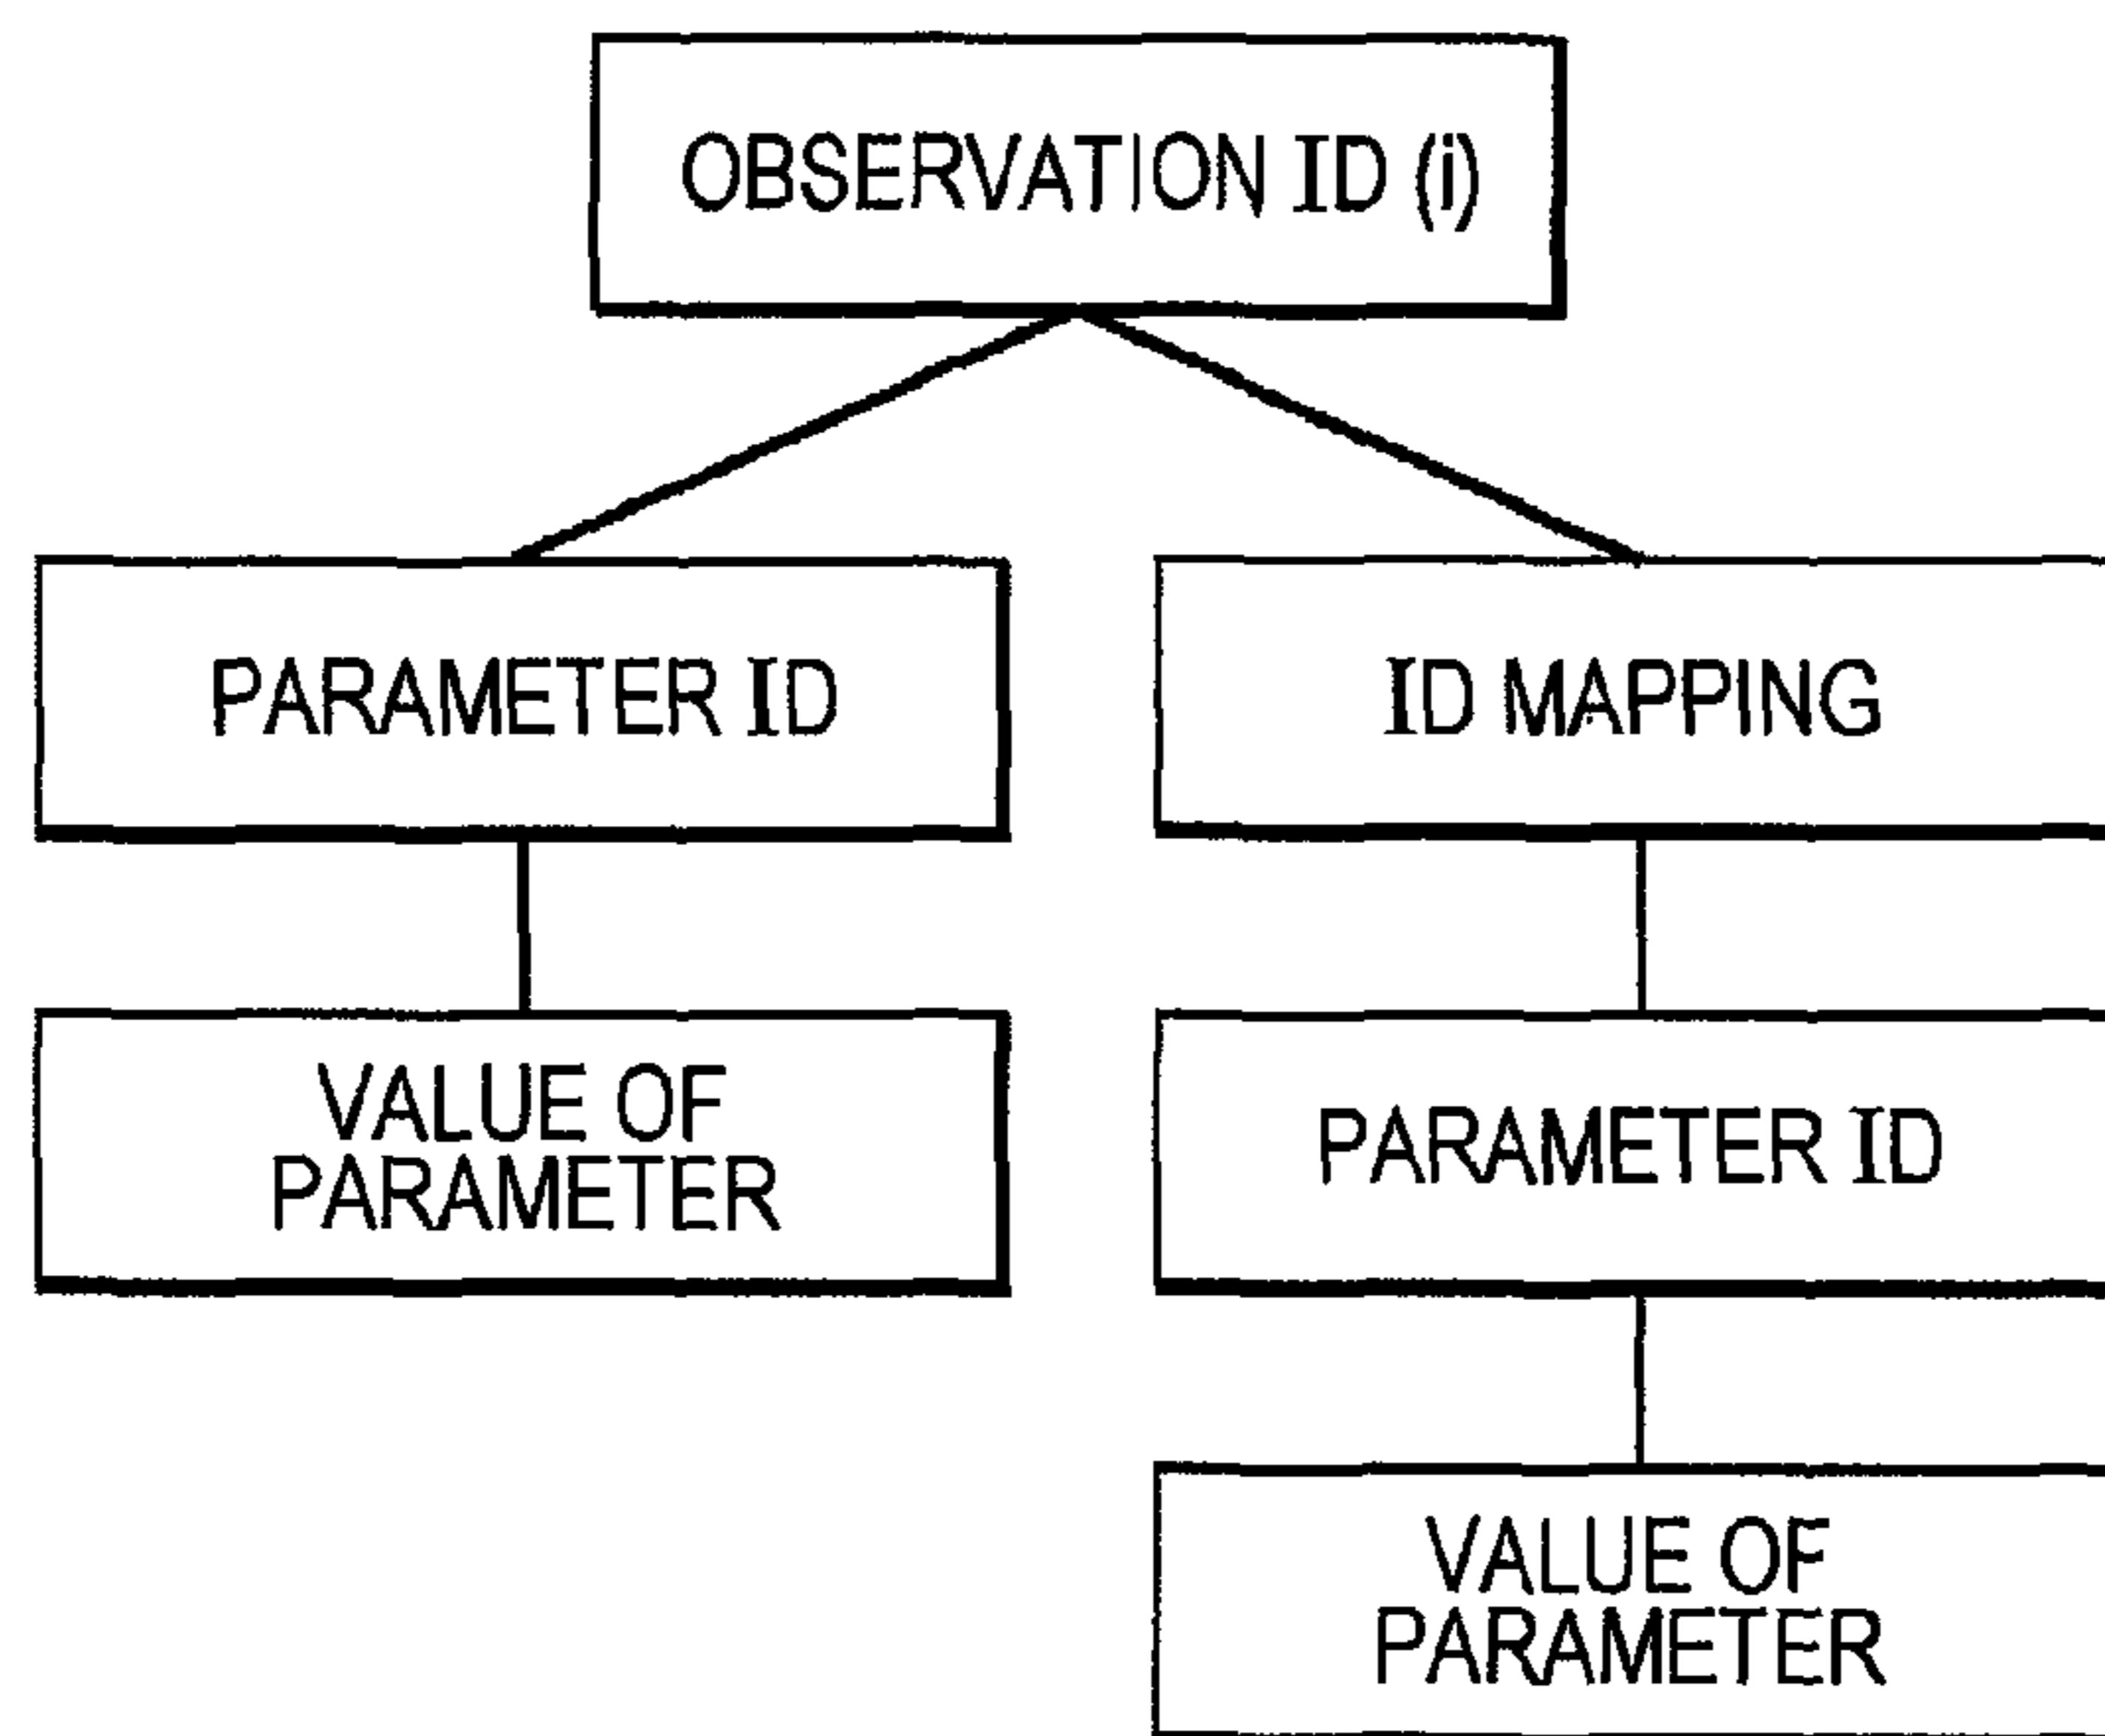 OBSERVATION ID (i)
PARAMETER ID
ID MAPPING
VALUE OF
PARAMETER
PARAMETER ID
VALUE OF
PARAMETER